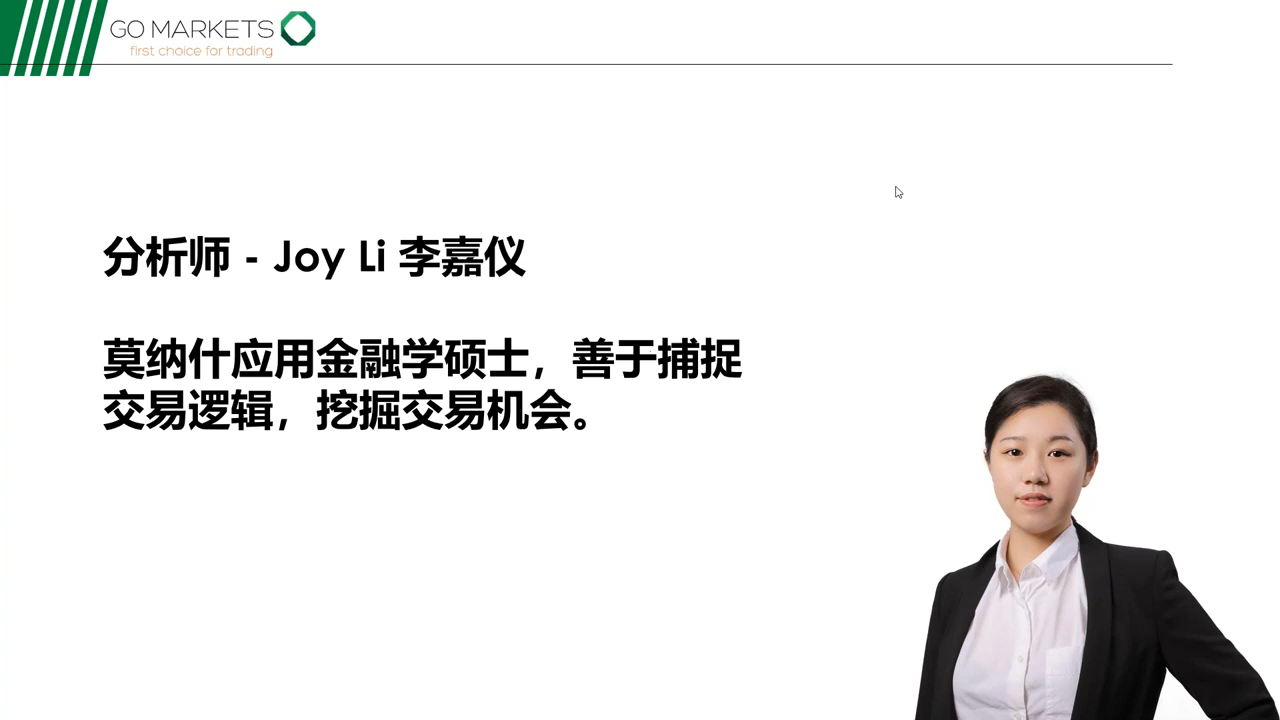 GO MARKETS
first choice for trading
分析师 - Joy Li 李嘉仪
莫纳什应用金融学硕士，善于捕捉
交易逻辑，挖掘交易机会。